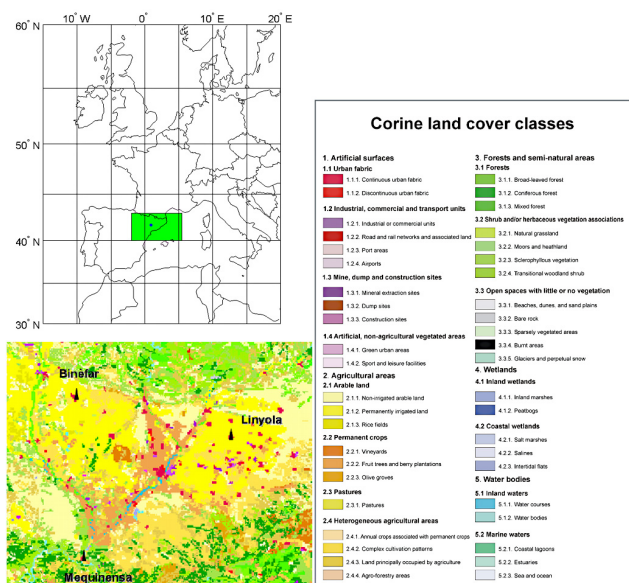 10° W 0° 10° E 20° E
60° N
50° N
40° N
30° N
Binéfar
Linyola
Mequinensa
Corine land cover classes
1. Artificial surfaces
1.1 Urban fabric
1.1.1. Continuous urban fabric
1.1.2. Discontinuous urban fabric
1.2 Industrial, commercial and transport units
1.2.1. Industrial or commercial units
1.2.2. Road and rail networks and associated land
1.2.3. Port areas
1.2.4. Airports
1.3 Mine, dump and construction sites
1.3.1. Mineral extraction sites
1.3.2. Dump sites
1.3.3. Construction sites
1.4 Artificial, non-agricultural vegetated areas
1.4.1. Green urban areas
1.4.2. Sport and leisure facilities
2. Agricultural areas
2.1 Arable land
2.1.1. Non-irrigated arable land
2.1.2. Permanently irrigated land
2.1.3. Rice fields
2.2 Permanent crops
2.2.1. Vineyards
2.2.2. Fruit trees and berry plantations
2.2.3. Olive groves
2.3 Pastures
2.3.1. Pastures
2.4 Heterogeneous agricultural areas
2.4.1. Annual crops associated with permanent crops
2.4.2. Complex cultivation patterns
2.4.3. Land principally occupied by agriculture
2.4.4. Agro-forestry areas
3. Forests and semi-natural areas
3.1 Forests
3.1.1. Broad-leaved forest
3.1.2. Coniferous forest
3.1.3. Mixed forest
3.2 Shrub and/or herbaceous vegetation associations
3.2.1. Natural grassland
3.2.2. Moors and heathland
3.2.3. Sclerophyllous vegetation
3.2.4. Transitional woodland shrub
3.3 Open spaces with little or no vegetation
3.3.1. Beaches, dunes, and sand plains
3.3.2. Bare rock
3.3.3. Sparsely vegetated areas
3.3.4. Burnt areas
3.3.5. Glaciers and perpetual snow
4. Wetlands
4.1 Inland wetlands
4.1.1. Inland marshes
4.1.2. Peatbogs
4.2 Coastal wetlands
4.2.1. Salt marshes
4.2.2. Salines
4.2.3. Intertidal flats
5. Water bodies
5.1 Inland waters
5.1.1. Water courses
5.1.2. Water bodies
5.2 Marine waters
5.2.1. Coastal lagoons
5.2.2. Estuaries
5.2.3. Sea and ocean